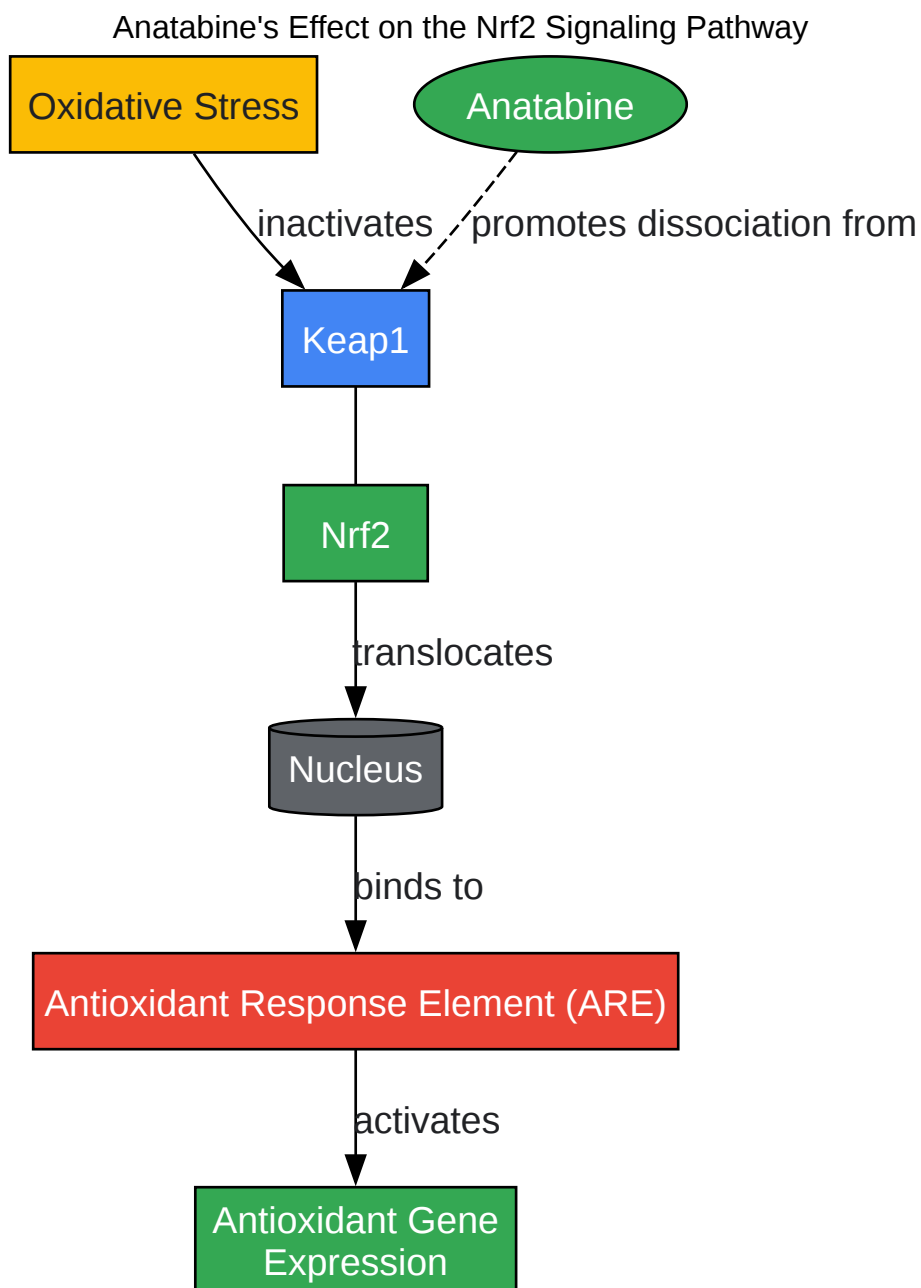 Anatabine's Effect on the Nrf2 Signaling Pathway
Oxidative Stress
Anatabine
inactivates
promotes dissociation from
Keap1
Nrf2
translocates
Nucleus
binds to
Antioxidant Response Element (ARE)
activates
Antioxidant Gene
Expression